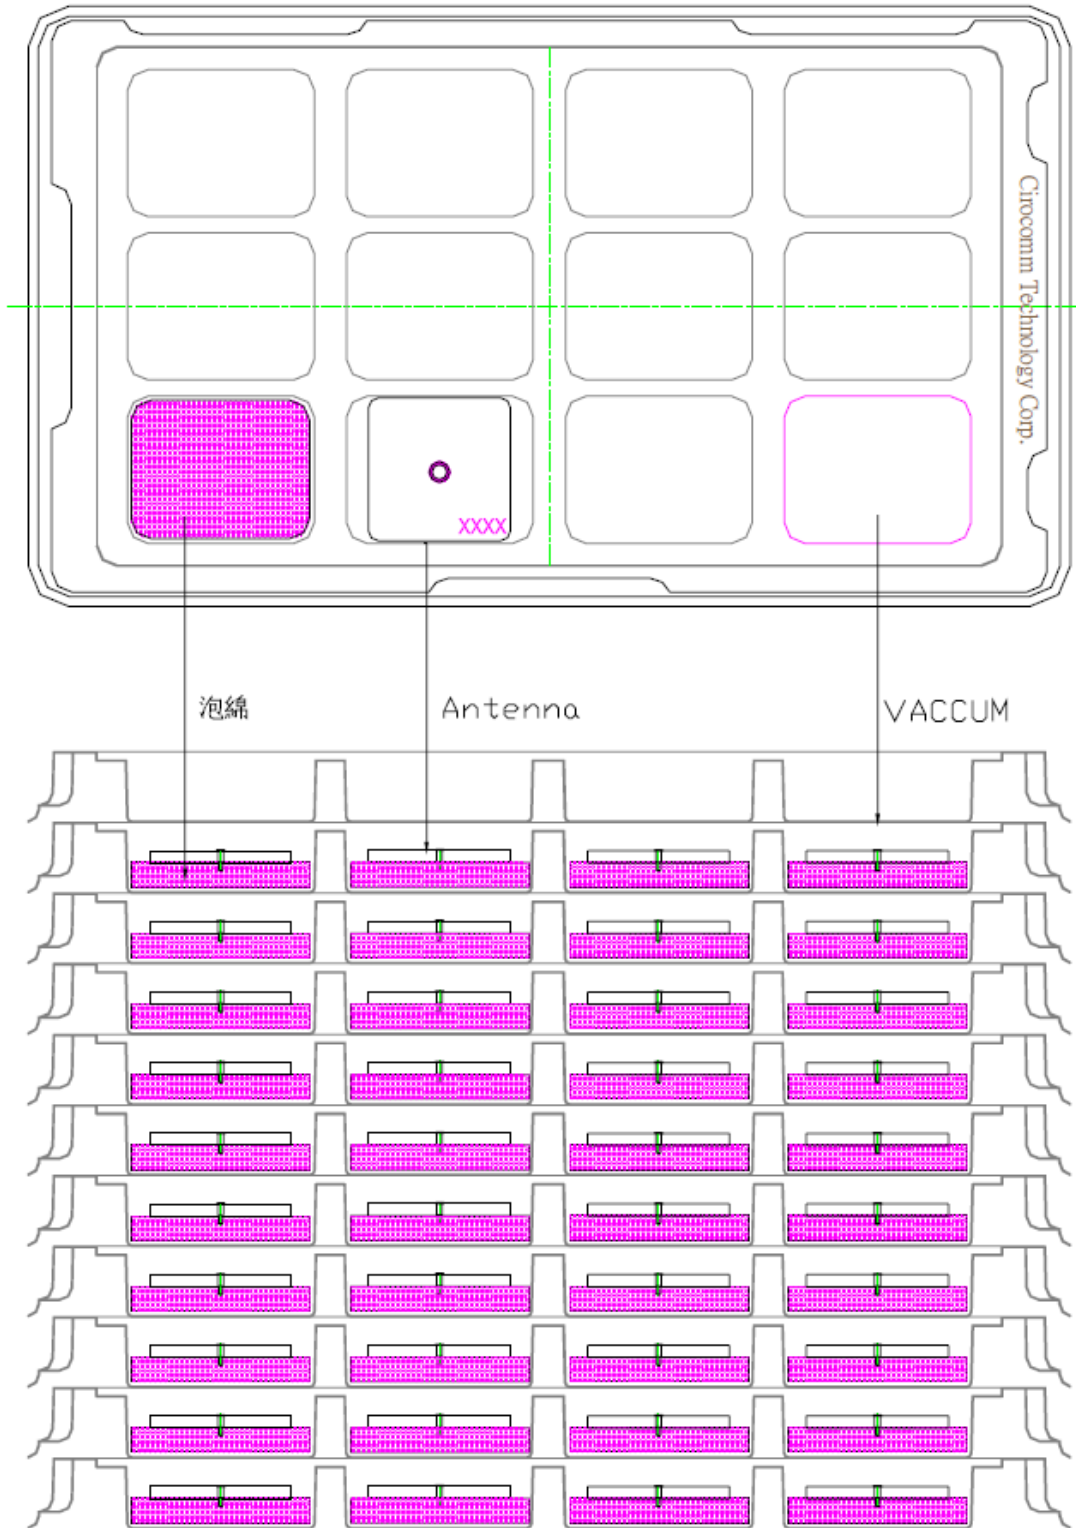 Cirocomm Technology Corp.
XXXX
泡綿
Antenna
VACCUM